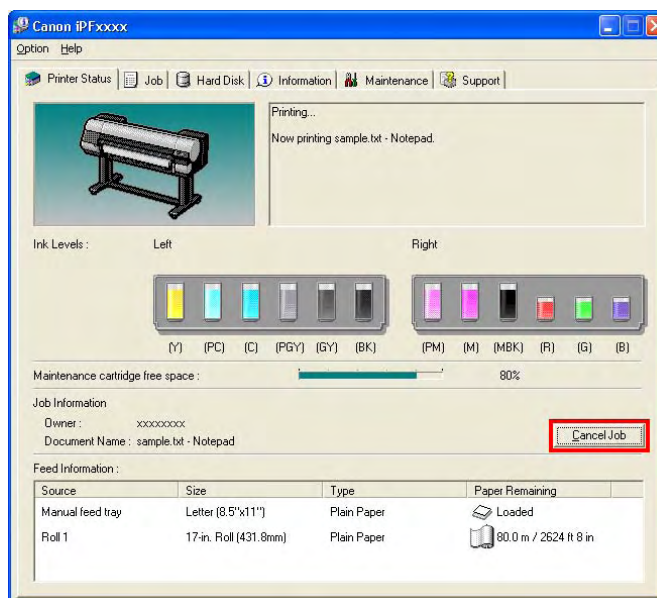 Canon iPFxxxx
Option Help
Printer Status Job Hard Disk Information Maintenance Support
Printing...
Now printing sample.txt - Notepad.
Ink Levels : Left Right
(Y) (PC) (C) (PGY) (GY) (BK) (PM) (M) (MBK) (R) (G) (B)
Maintenance cartridge free space : 80%
Job Information
Owner : xxxxxxxx
Document Name : sample.txt - Notepad
Cancel Job
Feed Information :
Source Size Type Paper Remaining
Manual feed tray Letter (8.5"x11") Plain Paper Loaded
Roll 1 17-in. Roll (431.8mm) Plain Paper 80.0 m / 2624 ft 8 in